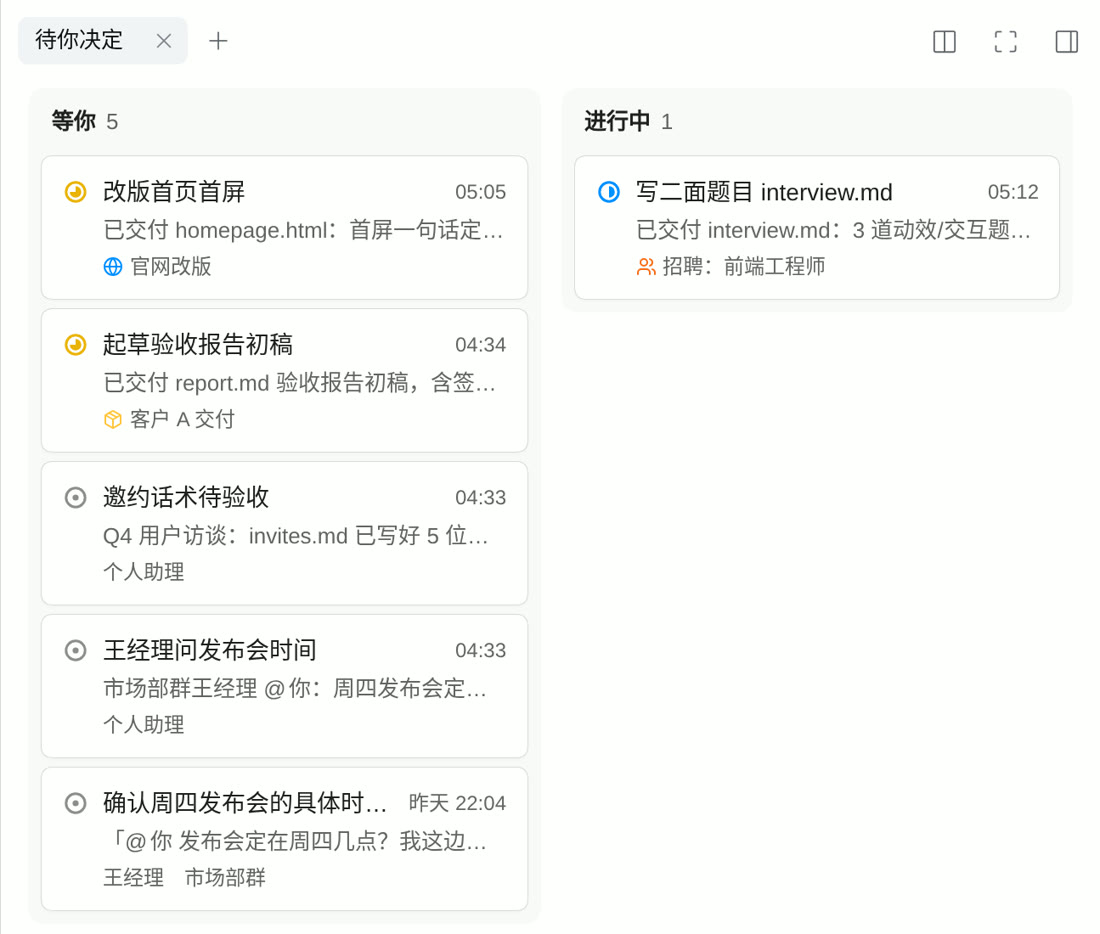 待你决定
等你 5
改版首页首屏 05:05
已交付 homepage.html：首屏一句话定…
官网改版
起草验收报告初稿 04:34
已交付 report.md 验收报告初稿，含签…
客户 A 交付
邀约话术待验收 04:33
Q4 用户访谈：invites.md 已写好 5 位…
个人助理
王经理问发布会时间 04:33
市场部群王经理 @你：周四发布会定…
个人助理
确认周四发布会的具体时… 昨天 22:04
「@你 发布会定在周四几点？我这边…
王经理 市场部群
进行中 1
写二面题目 interview.md 05:12
已交付 interview.md：3 道动效/交互题…
招聘：前端工程师